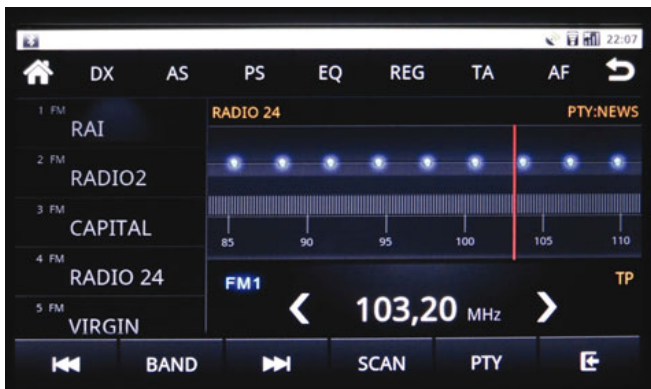 22:07
DX AS PS EQ REG TA AF
1 FM
RAI
2 FM
RADIO2
3 FM
CAPITAL
4 FM
RADIO 24
5 FM
VIRGIN
RADIO 24 PTY:NEWS
85 90 95 100 105 110
FM1 TP
103,20 MHz
BAND SCAN PTY